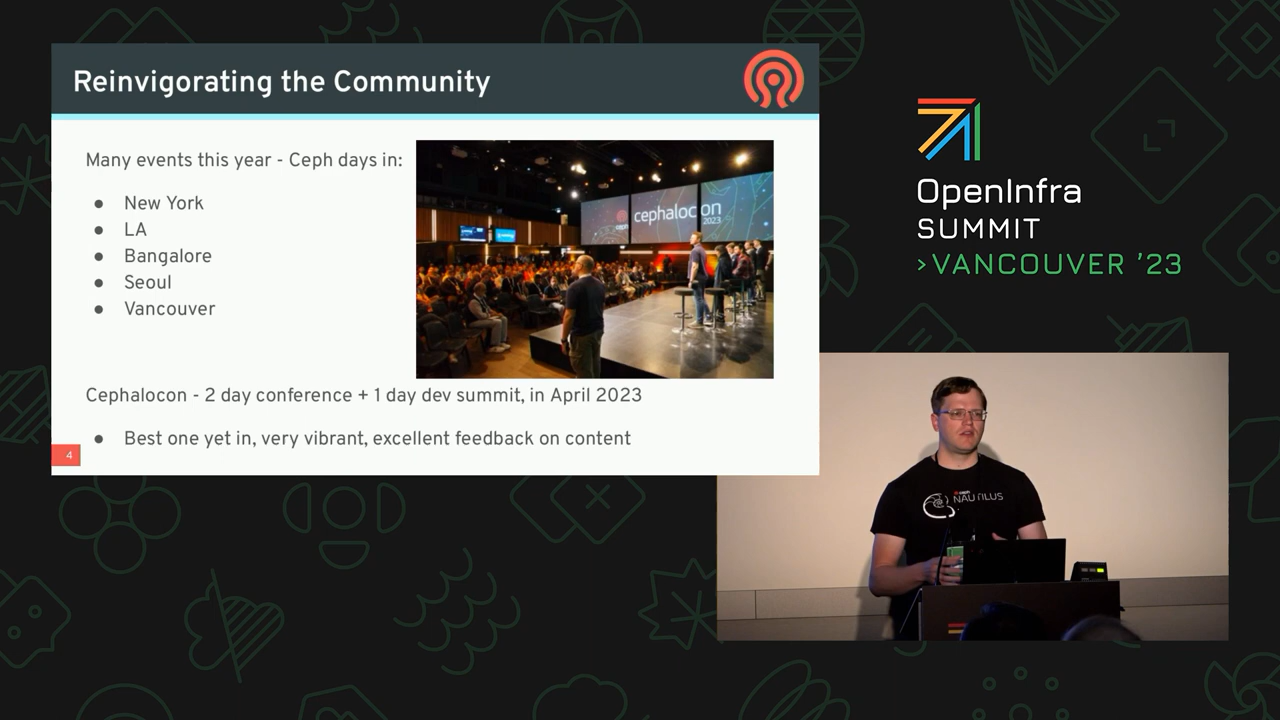 Reinvigorating the Community
Many events this year - Ceph days in:
● New York
● LA
● Bangalore
● Seoul
● Vancouver
cephalocon
2023
Cephalocon - 2 day conference + 1 day dev summit, in April 2023
● Best one yet in, very vibrant, excellent feedback on content
4
OpenInfra
SUMMIT
>VANCOUVER '23
NAUTILUS